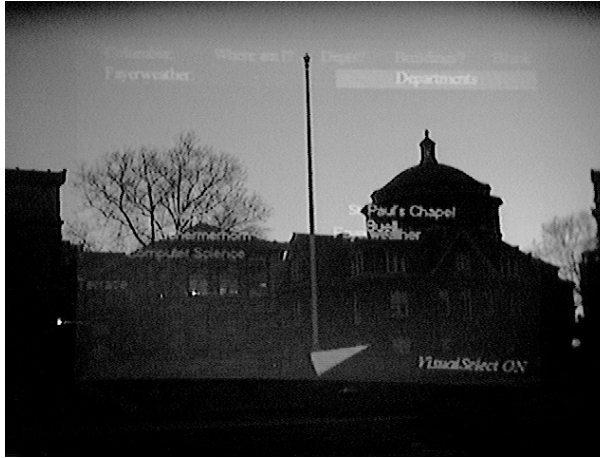 Columbia: Where am I? Depts? Buildings? Blank
Fayerweather: Departments
St. Paul's Chapel
Buell
Schermerhorn Fayerweather
Computer Science
Terrace
VisualSelect ON